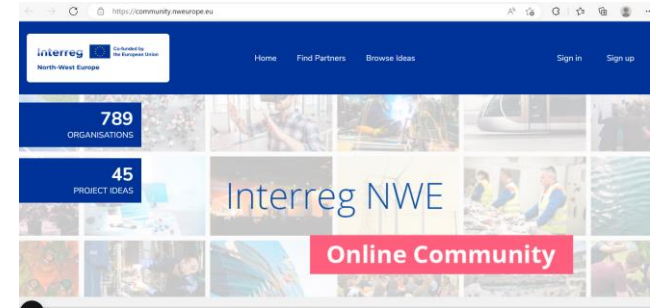 https://community.nweurope.eu
Interreg
Co-funded by
the European Union
North-West Europe
Home Find Partners Browse Ideas Sign in Sign up
789
ORGANISATIONS
45
PROJECT IDEAS
Interreg NWE
Online Community